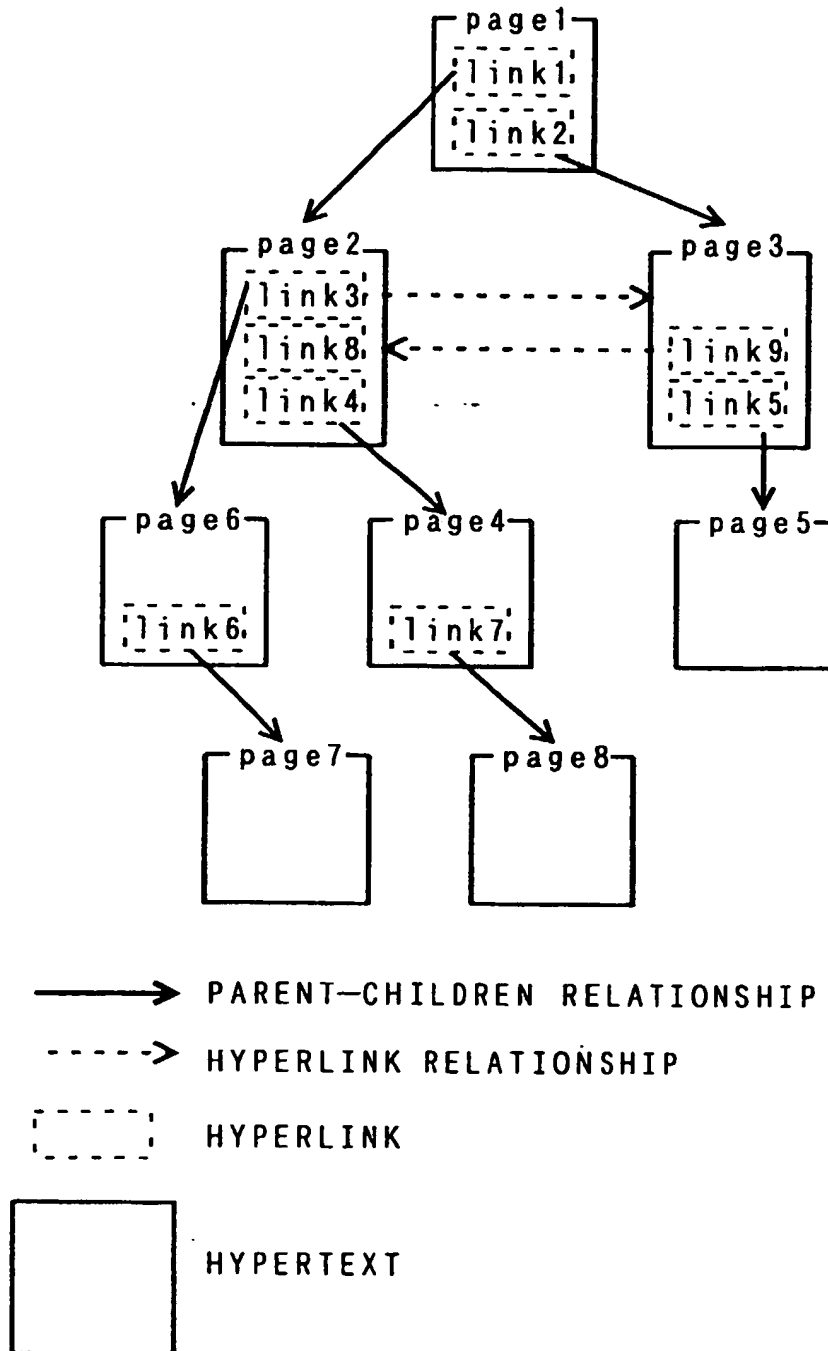 page1
link1
link2
page2
page3
link3
link8
link9
link4
link5
page6
page4
page5
link6
link7
page7
page8
PARENT—CHILDREN RELATIONSHIP
HYPERLINK RELATIONSHIP
HYPERLINK
HYPERTEXT